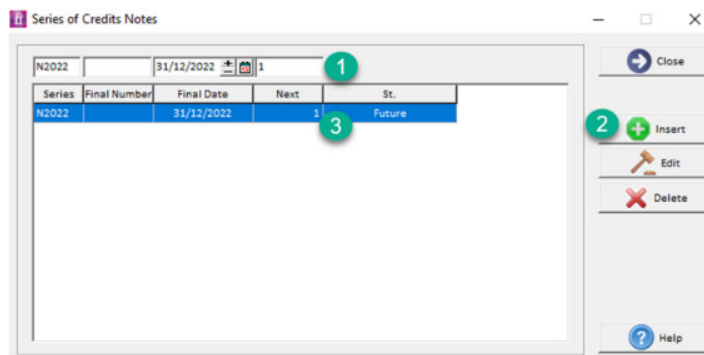 Series of Credits Notes
N2022 31/12/2022 1 1
Close
Series Final Number Final Date Next St.
N2022 31/12/2022 1 Future
3
2 Insert
Edit
Delete
Help